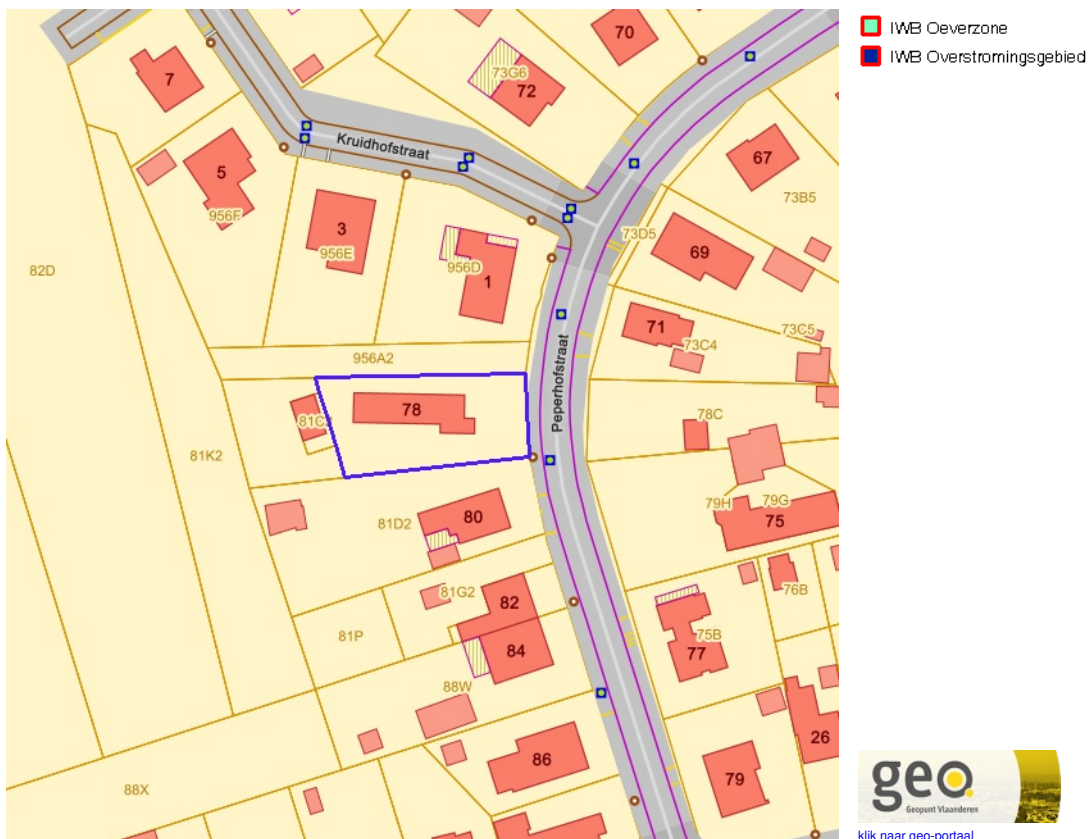 70
IWB Oeverzone
IWB Overstromingsgebied
7
73G6
72
Kruidhofstraat
67
5
73B5
956F
3
73D5
956E
69
956D
82D
1
71
73C5
73C4
956A2
Peperhofstraat
78
78C
81C
81K2
79H
79G
81D2
80
75
81G2
82
76B
81P
75B
84
77
88W
26
86
79
88X
geo
Geopunt Vlaanderen
klik naar geo-portaal